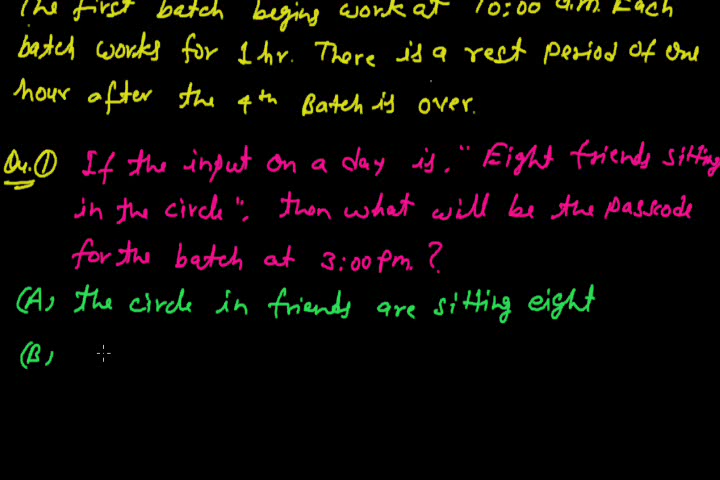 The first batch begins work at 10:00 a.m. Each
batch works for 1 hr. There is a rest period of one
hour after the 4th Batch is over.
Qu.① If the input on a day is. "Eight friends sitting
in the circle". then what will be the passcode
for the batch at 3:00 P.m. ?
(A) the circle in friends are sitting eight
(B)